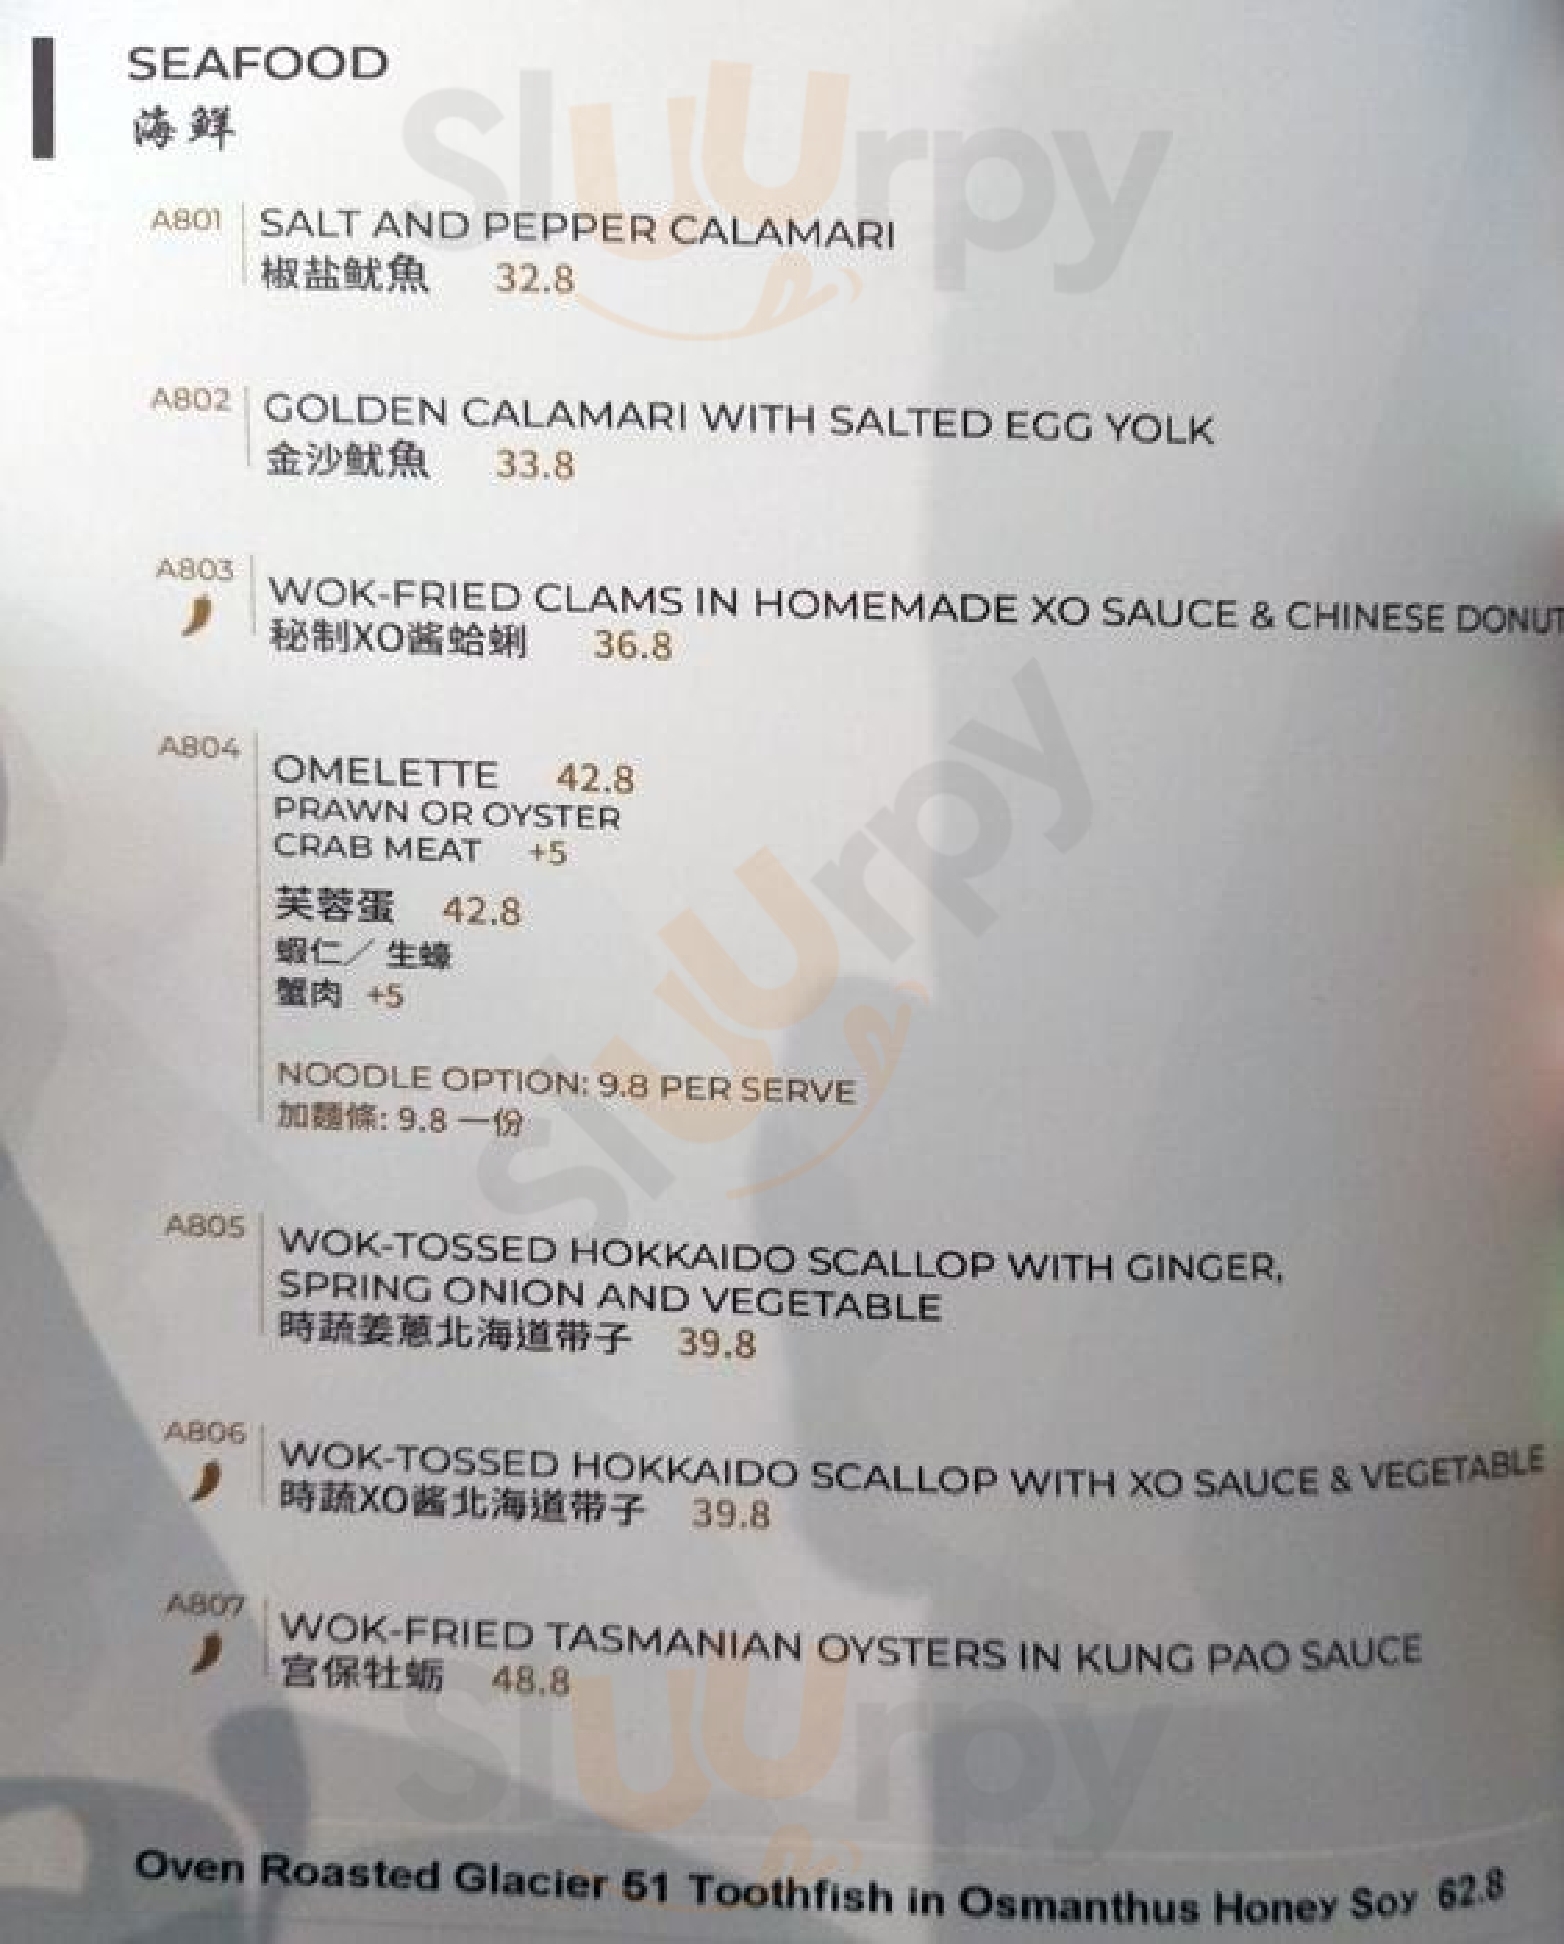 SEAFOOD
海鮮
A801
SALT AND PEPPER CALAMARI
椒盐鱿魚 32.8
A802
GOLDEN CALAMARI WITH SALTED EGG YOLK
金沙鱿魚 33.8
A803
WOK-FRIED CLAMS IN HOMEMADE XO SAUCE & CHINESE DONUT
秘制XO酱蛤蜊 36.8
A804
OMELETTE 42.8
PRAWN OR OYSTER
CRAB MEAT +5
芙蓉蛋 42.8
蝦仁／生蠔
蟹肉 +5
NOODLE OPTION: 9.8 PER SERVE
加麵條: 9.8 一份
A805
WOK-TOSSED HOKKAIDO SCALLOP WITH GINGER,
SPRING ONION AND VEGETABLE
時蔬姜蔥北海道带子 39.8
A806
WOK-TOSSED HOKKAIDO SCALLOP WITH XO SAUCE & VEGETABLE
時蔬XO酱北海道带子 39.8
A807
WOK-FRIED TASMANIAN OYSTERS IN KUNG PAO SAUCE
宫保牡蛎 48.8
Oven Roasted Glacier 51 Toothfish in Osmanthus Honey Soy 62.8
Sluurpy
Sluurpy
Sluurpy